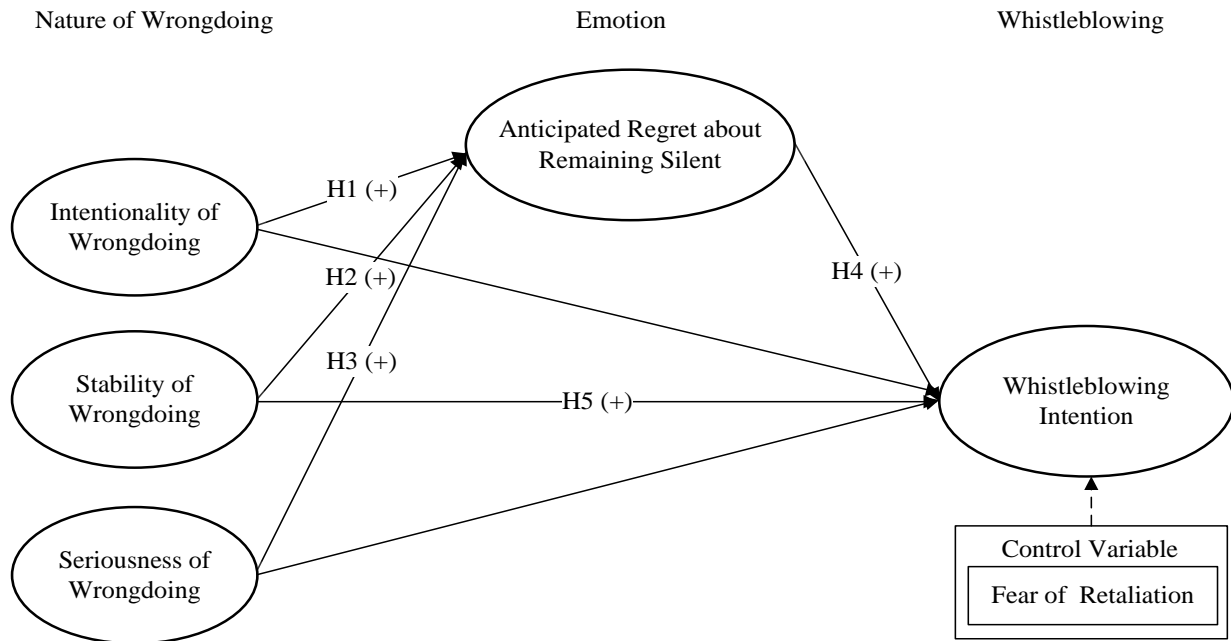 Nature of Wrongdoing
Emotion
Whistleblowing
Anticipated Regret about
Remaining Silent
H1 (+)
Intentionality of
Wrongdoing
H2 (+)
H4 (+)
H3 (+)
Stability of
Wrongdoing
H5 (+)
Whistleblowing
Intention
Seriousness of
Wrongdoing
Control Variable
Fear of Retaliation